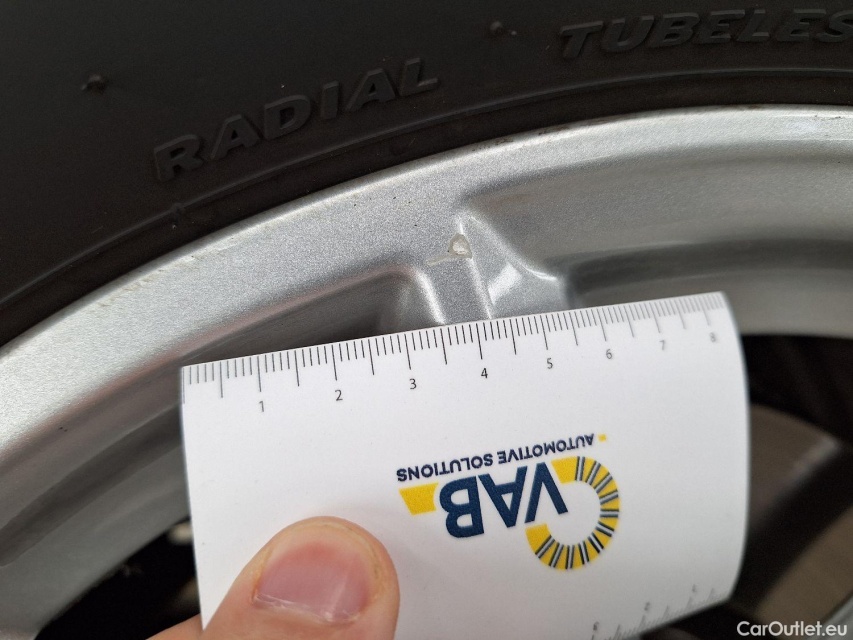 RADIAL TUBELES
1 2 3 4 5 6 7 8
AUTOMOTIVE SOLUTIONS
VAB
CarOutlet.eu